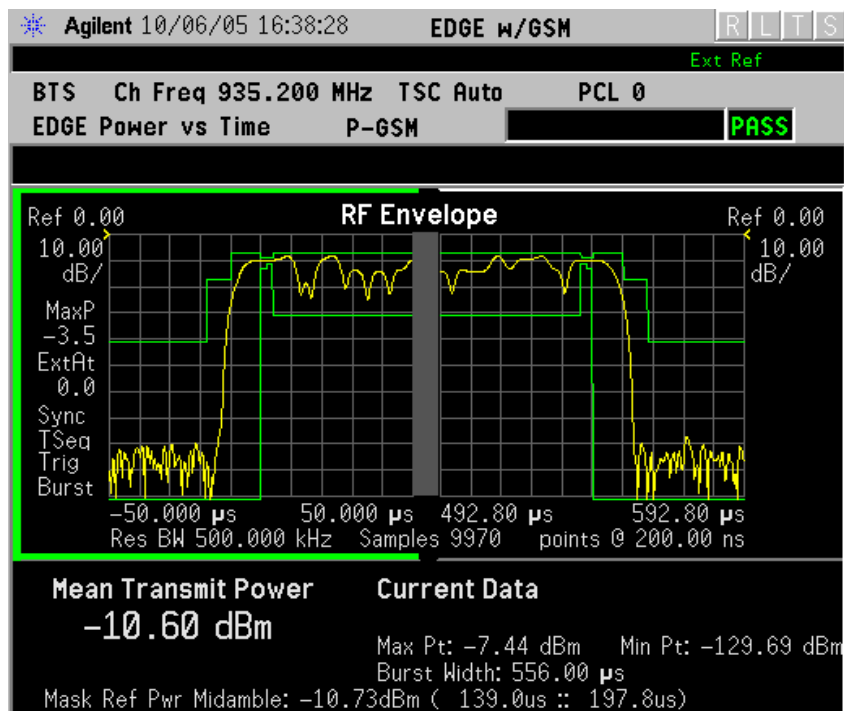 Agilent 10/06/05 16:38:28 EDGE w/GSM R L T S
Ext Ref
BTS Ch Freq 935.200 MHz TSC Auto PCL 0
EDGE Power vs Time P-GSM PASS
Ref 0.00 RF Envelope Ref 0.00
10.00 10.00
dB/ dB/
MaxP
-3.5
ExtAt
0.0
Sync
TSeq
Trig
Burst
-50.000 µs 50.000 µs 492.80 µs 592.80 µs
Res BW 500.000 kHz Samples 9970 points @ 200.00 ns
Mean Transmit Power Current Data
-10.60 dBm
Max Pt: -7.44 dBm Min Pt: -129.69 dBm
Burst Width: 556.00 µs
Mask Ref Pwr Midamble: -10.73dBm ( 139.0us :: 197.8us)